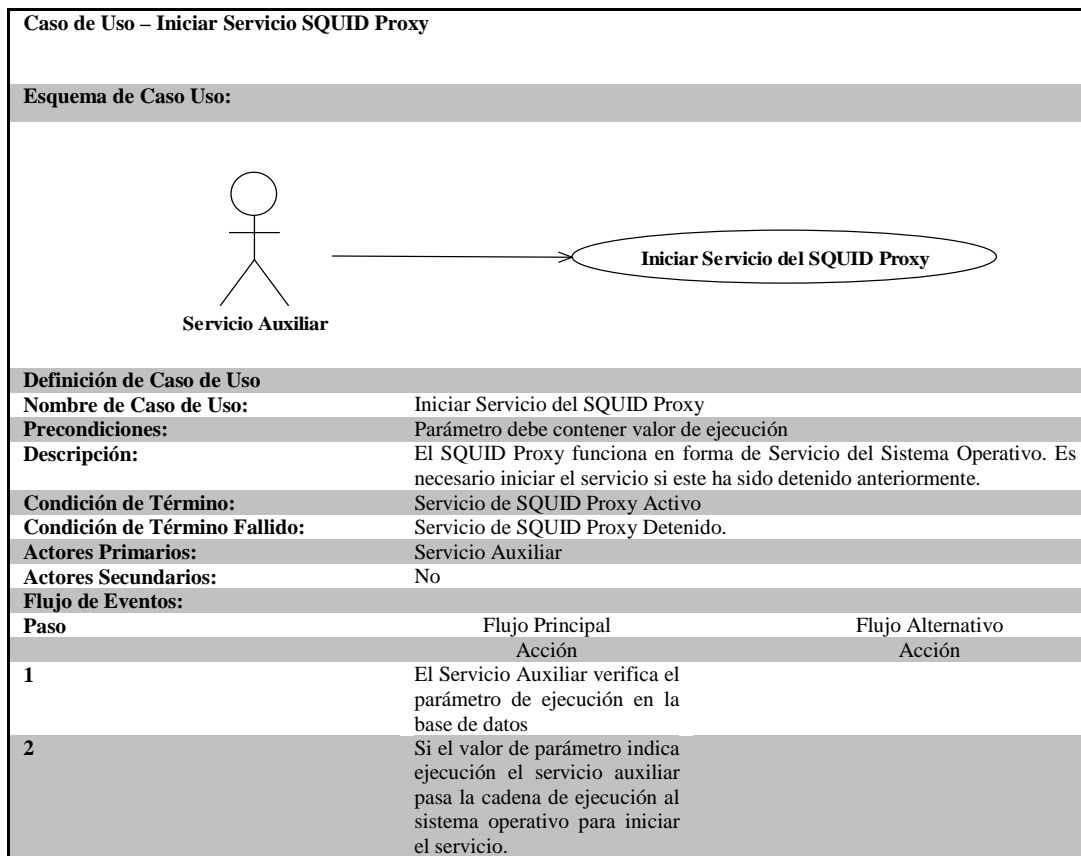 Caso de Uso – Iniciar Servicio SQUID Proxy
Esquema de Caso Uso:
Iniciar Servicio del SQUID Proxy
Servicio Auxiliar
Definición de Caso de Uso
Nombre de Caso de Uso: Iniciar Servicio del SQUID Proxy
Precondiciones: Parámetro debe contener valor de ejecución
Descripción: El SQUID Proxy funciona en forma de Servicio del Sistema Operativo. Es
necesario iniciar el servicio si este ha sido detenido anteriormente.
Condición de Término: Servicio de SQUID Proxy Activo
Condición de Término Fallido: Servicio de SQUID Proxy Detenido.
Actores Primarios: Servicio Auxiliar
Actores Secundarios: No
Flujo de Eventos:
Paso Flujo Principal Flujo Alternativo
Acción Acción
1 El Servicio Auxiliar verifica el
parámetro de ejecución en la
base de datos
2 Si el valor de parámetro indica
ejecución el servicio auxiliar
pasa la cadena de ejecución al
sistema operativo para iniciar
el servicio.